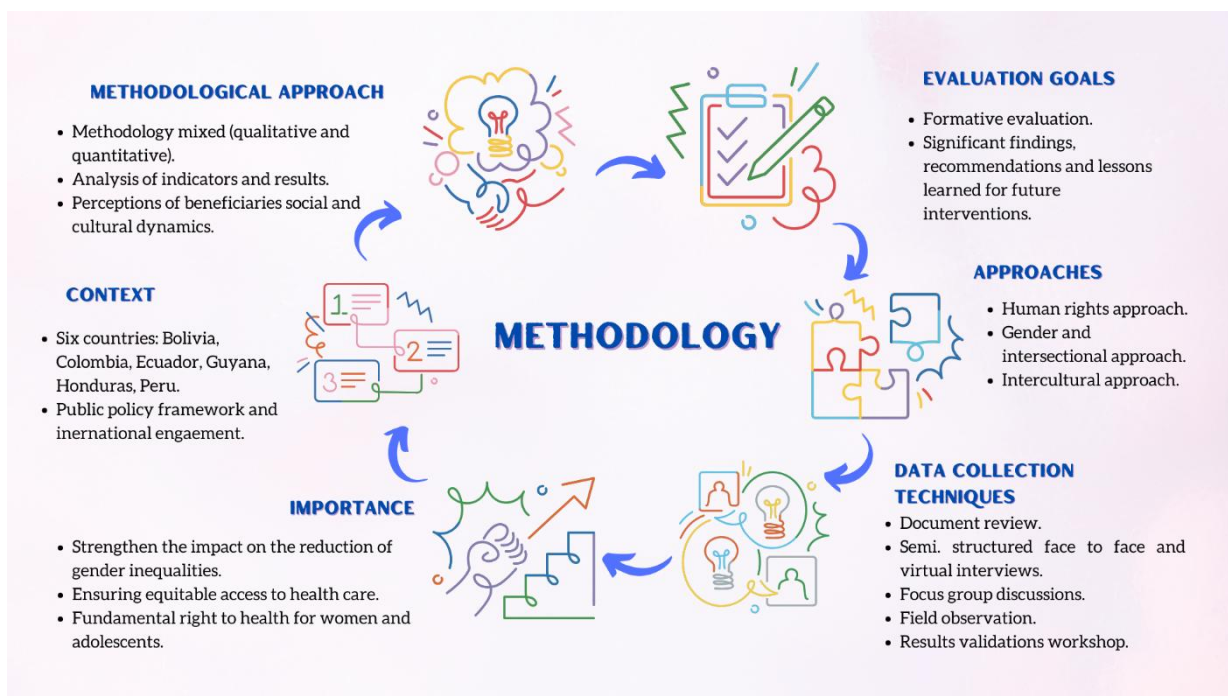 METHODOLOGICAL APPROACH
• Methodology mixed (qualitative and
quantitative).
• Analysis of indicators and results.
• Perceptions of beneficiaries social and
cultural dynamics.
EVALUATION GOALS
• Formative evaluation.
• Significant findings,
recommendations and lessons
learned for future
interventions.
APPROACHES
• Human rights approach.
• Gender and
intersectional approach.
• Intercultural approach.
CONTEXT
• Six countries: Bolivia,
Colombia, Ecuador, Guyana,
Honduras, Peru.
• Public policy framework and
inernational engaement.
1.
2
3
METHODOLOGY
DATA COLLECTION
TECHNIQUES
• Document review.
• Semi. structured face to face and
virtual interviews.
• Focus group discussions.
• Field observation.
• Results validations workshop.
IMPORTANCE
• Strengthen the impact on the reduction of
gender inequalities.
• Ensuring equitable access to health care.
• Fundamental right to health for women and
adolescents.